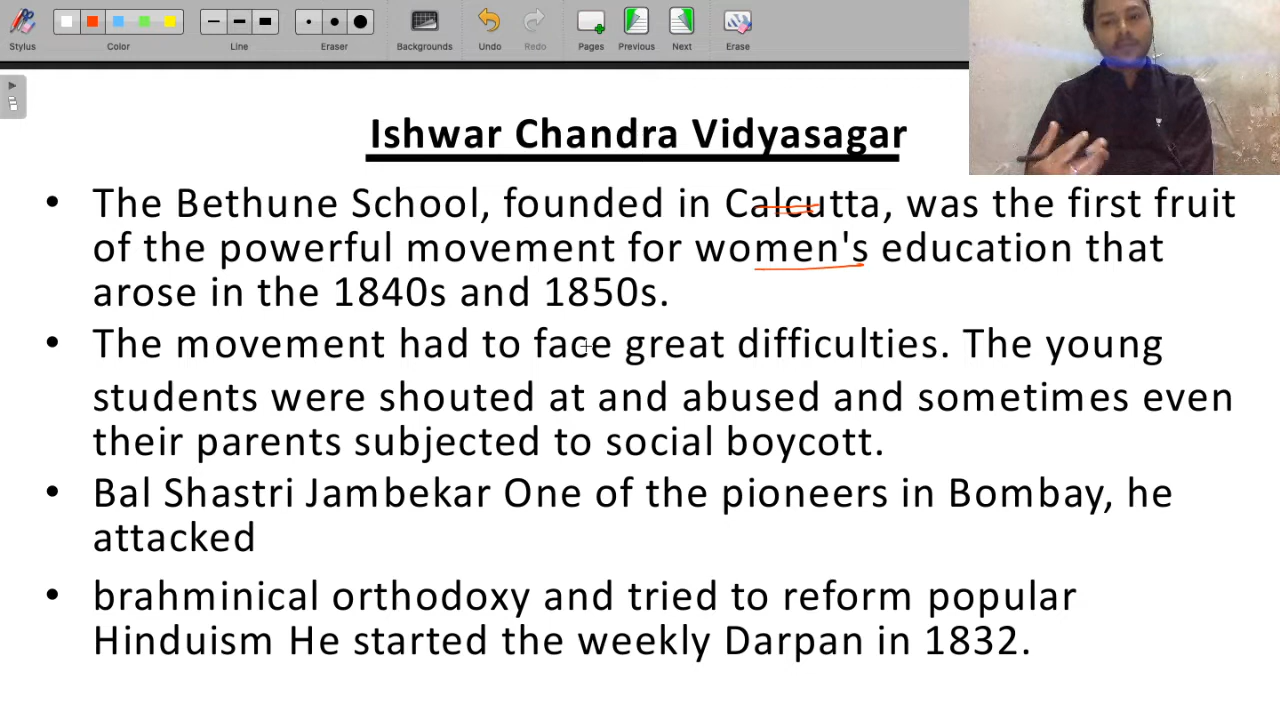 Stylus
Color
Line
Eraser
Backgrounds
Undo
Redo
Pages
Previous
Next
Erase
Ishwar Chandra Vidyasagar
• The Bethune School, founded in Calcutta, was the first fruit
of the powerful movement for women's education that
arose in the 1840s and 1850s.
• The movement had to face great difficulties. The young
students were shouted at and abused and sometimes even
their parents subjected to social boycott.
• Bal Shastri Jambekar One of the pioneers in Bombay, he
attacked
• brahminical orthodoxy and tried to reform popular
Hinduism He started the weekly Darpan in 1832.